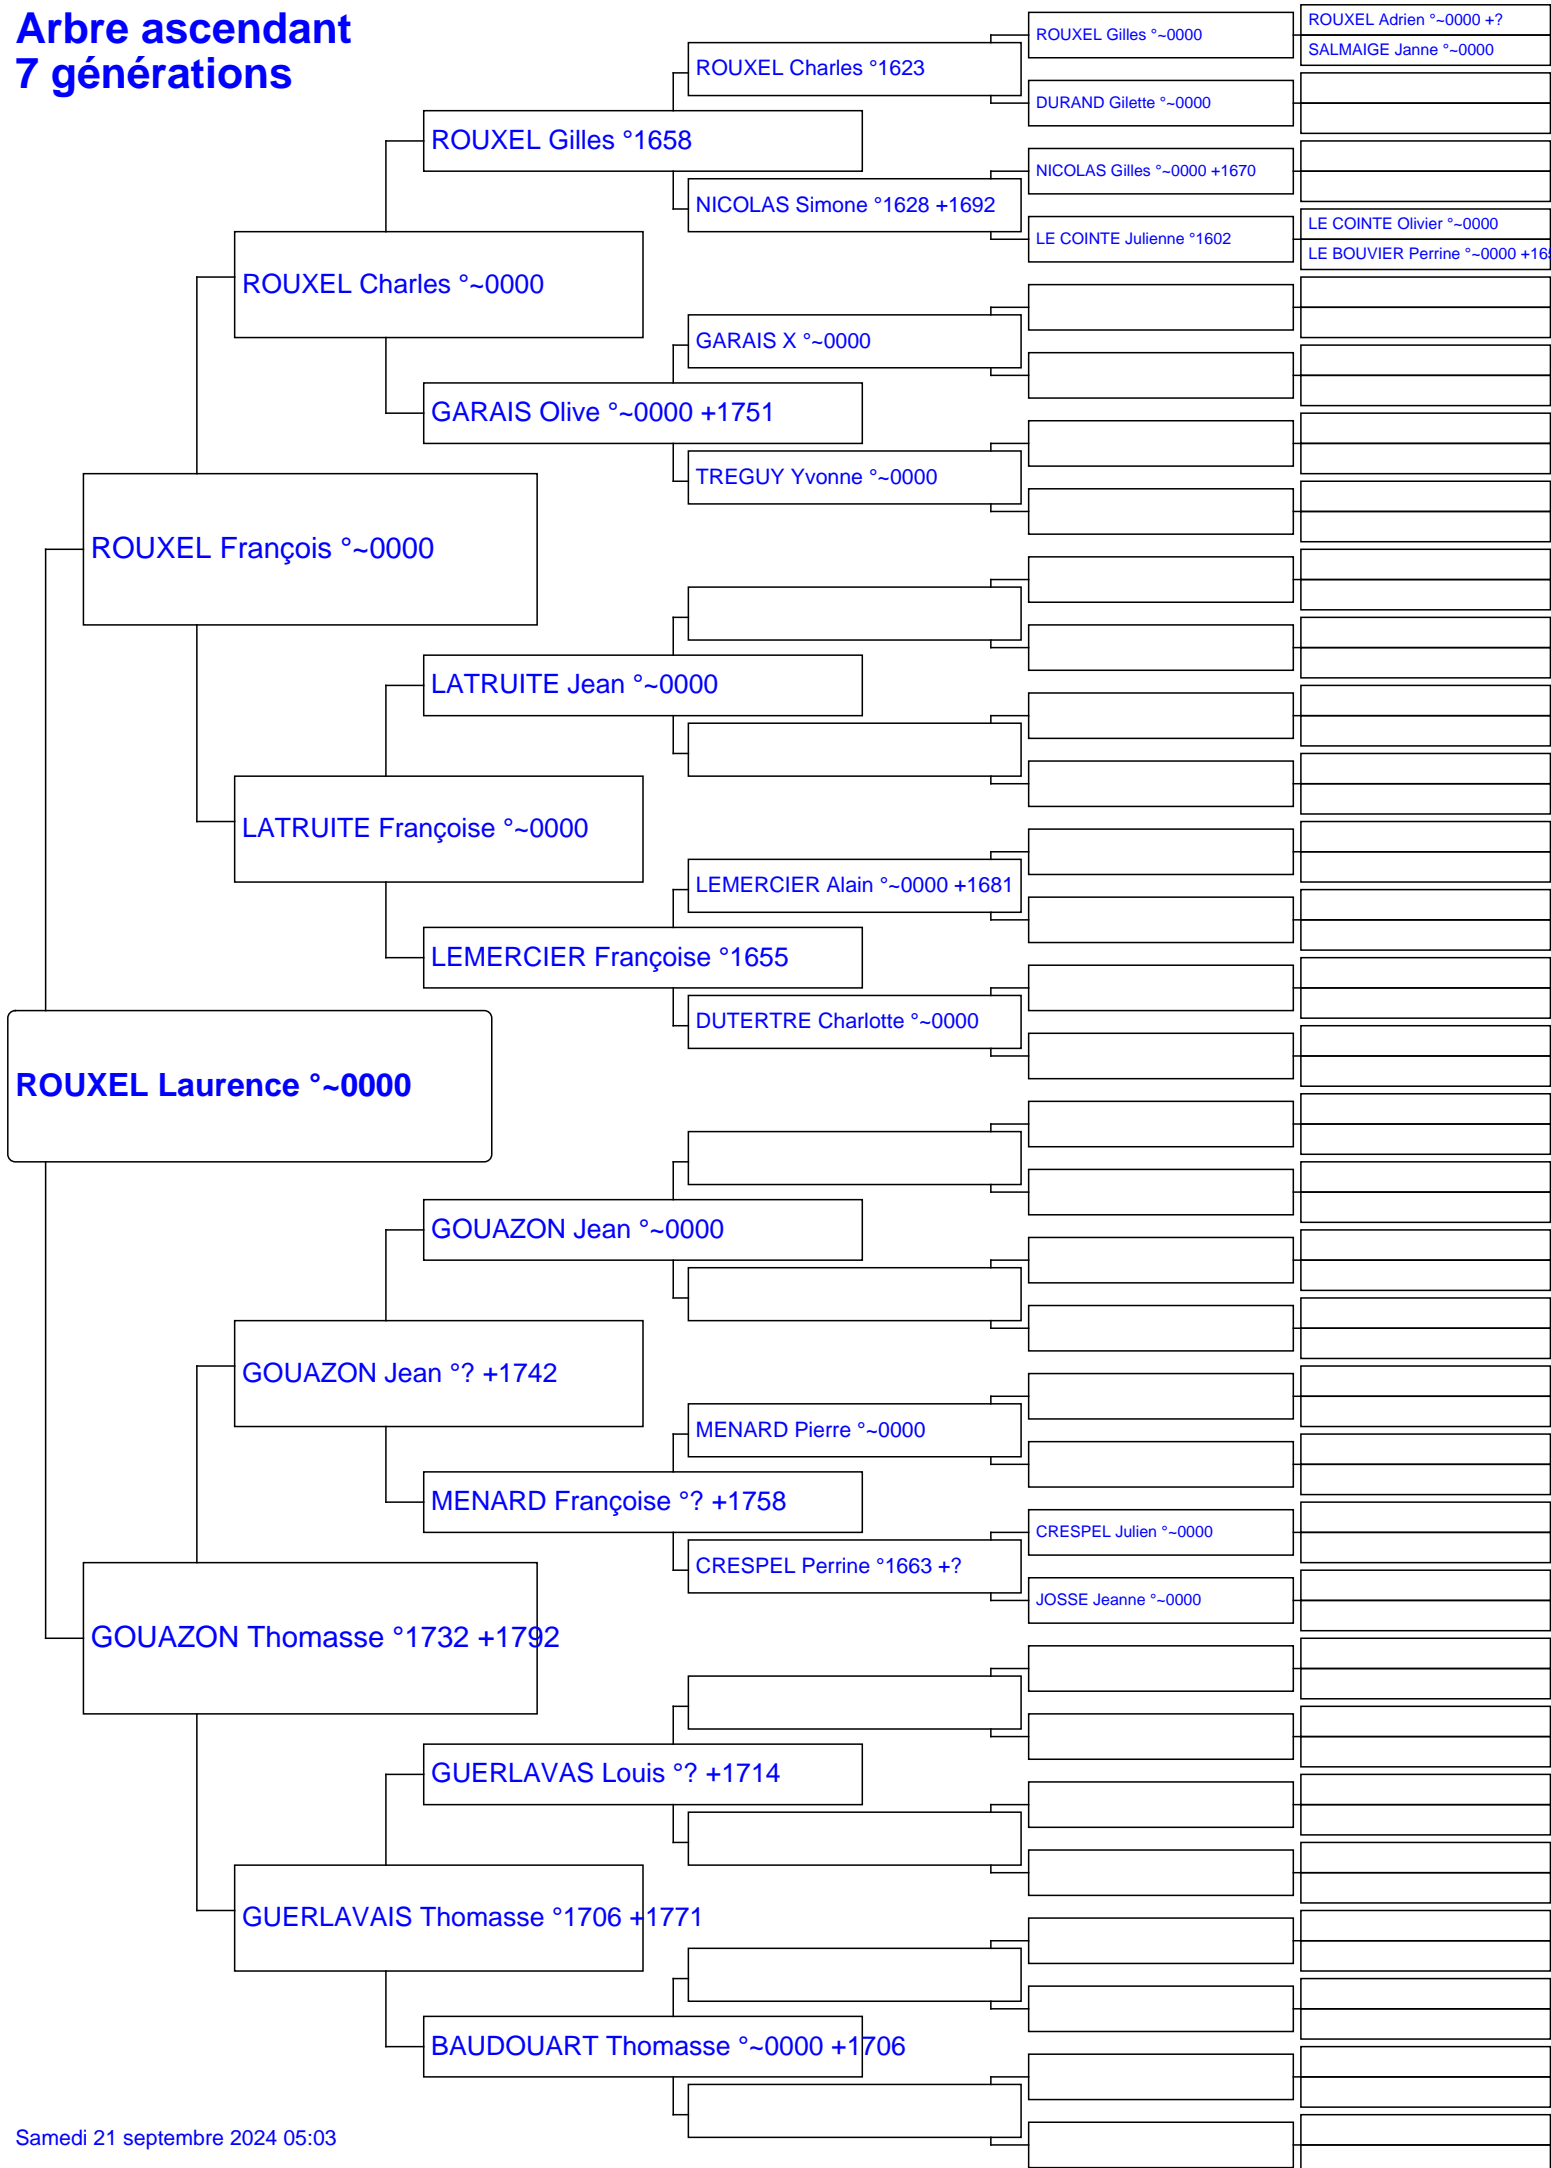 Arbre ascendant
7 générations
ROUXEL Laurence °~0000
ROUXEL François °~0000
GOUAZON Thomasse °1732 +1792
ROUXEL Charles °~0000
LATRUITE Françoise °~0000
GOUAZON Jean °? +1742
GUERLAVAIS Thomasse °1706 +1771
ROUXEL Gilles °1658
GARAIS Olive °~0000 +1751
LATRUITE Jean °~0000
LEMERCIER Françoise °1655
GOUAZON Jean °~0000
MENARD Françoise °? +1758
GUERLAVAS Louis °? +1714
BAUDOUART Thomasse °~0000 +1706
ROUXEL Charles °1623
NICOLAS Simone °1628 +1692
GARAIS X °~0000
TREGUY Yvonne °~0000
LEMERCIER Alain °~0000 +1681
DUTERTRE Charlotte °~0000
MENARD Pierre °~0000
CRESPEL Perrine °1663 +?
ROUXEL Gilles °~0000
DURAND Gilette °~0000
NICOLAS Gilles °~0000 +1670
LE COINTE Julienne °1602
CRESPEL Julien °~0000
JOSSE Jeanne °~0000
ROUXEL Adrien °~0000 +?
SALMAIGE Janne °~0000
LE COINTE Olivier °~0000
LE BOUVIER Perrine °~0000
Samedi 21 septembre 2024 05:03